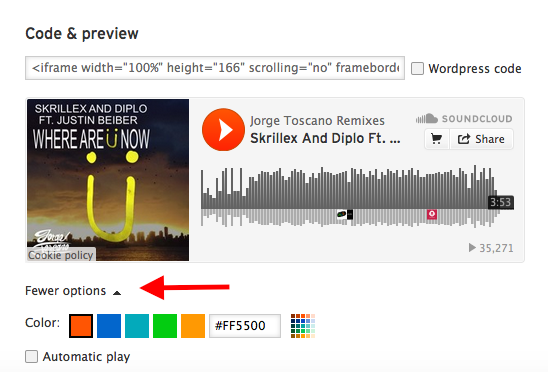 Code & preview
<iframe width="100%" height="166" scrolling="no" framebord
Wordpress code
SKRILLEX AND DIPLO
FT. JUSTIN BEIBER
WHERE ARE Ü NOW
Ü
Cookie policy
Jorge Toscano Remixes
SOUNDCLOUD
Skrillex And Diplo Ft. ...
Share
3:53
35,271
Fewer options
Color:
#FF5500
Automatic play